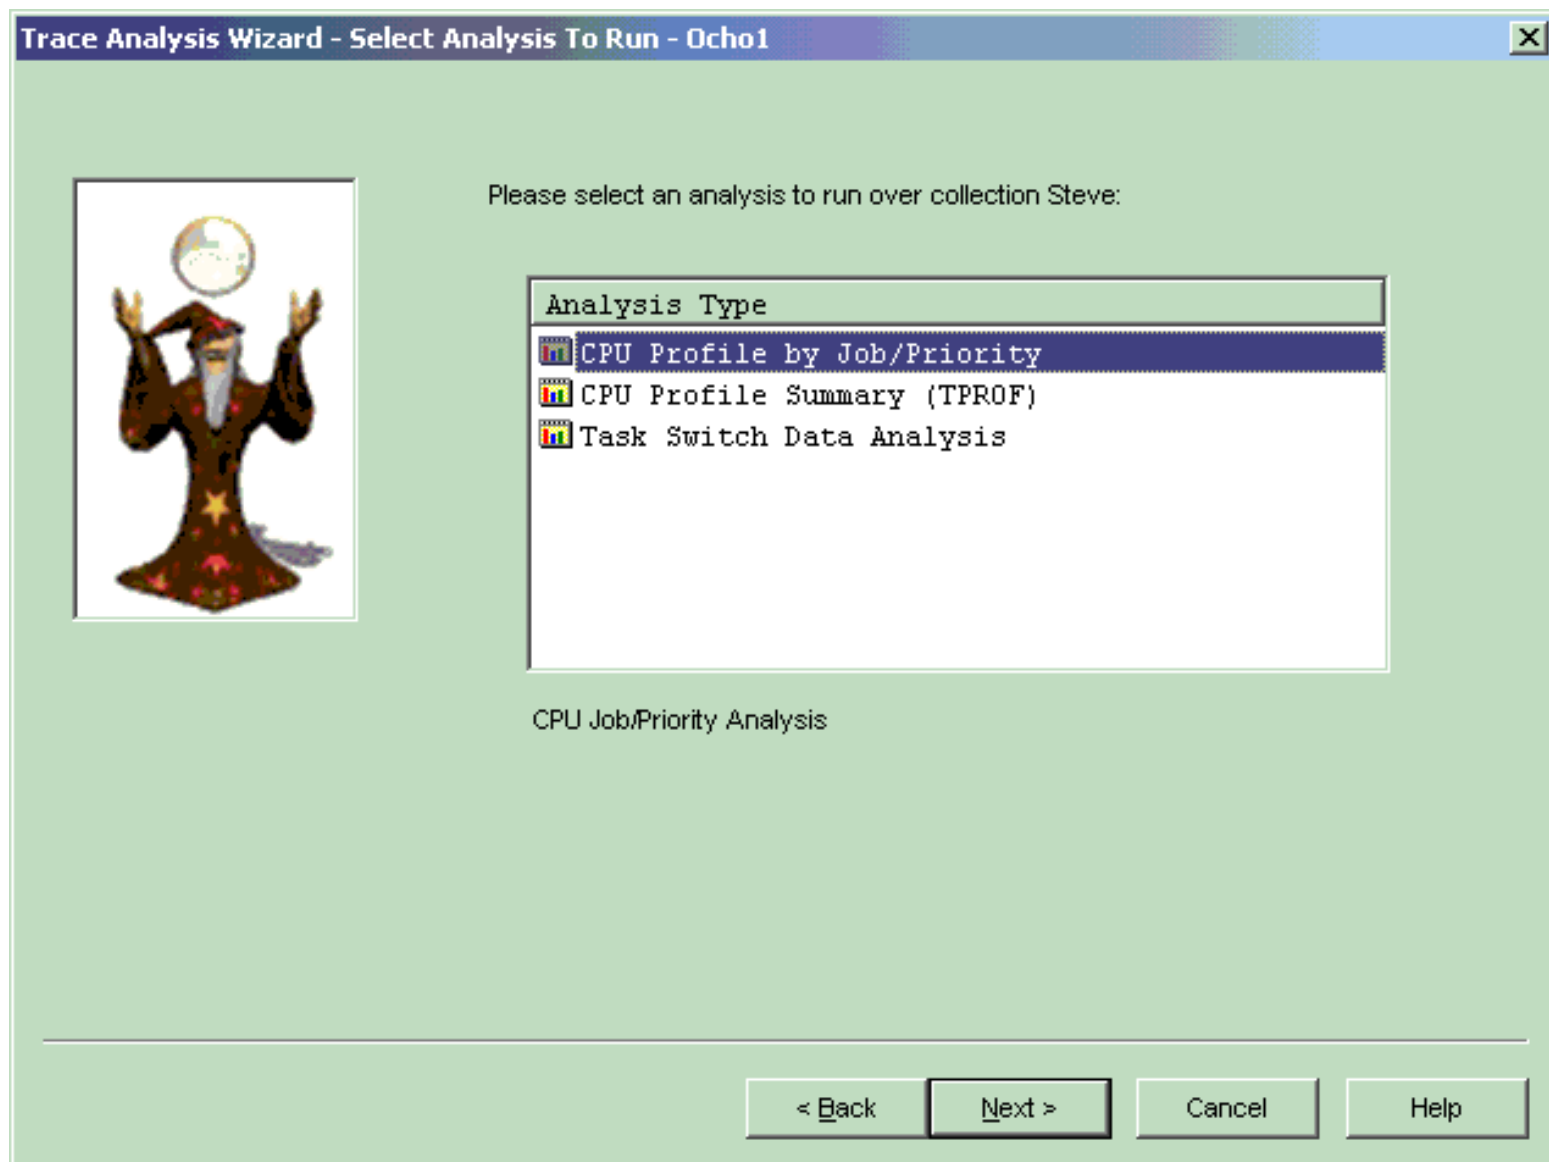 Trace Analysis Wizard - Select Analysis To Run - Ocho1
Please select an analysis to run over collection Steve:
Analysis Type
CPU Profile by Job/Priority
CPU Profile Summary (TPROF)
Task Switch Data Analysis
CPU Job/Priority Analysis
< Back
Next >
Cancel
Help